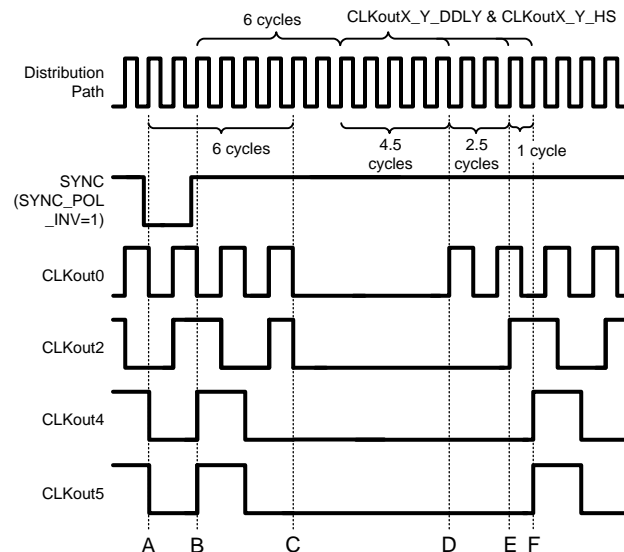 6 cycles
CLKoutX_Y_DDLY & CLKoutX_Y_HS
Distribution
Path
6 cycles
4.5
cycles
2.5
cycles
1 cycle
SYNC
(SYNC_POL
_INV=1)
CLKout0
CLKout2
CLKout4
CLKout5
A B C D E F